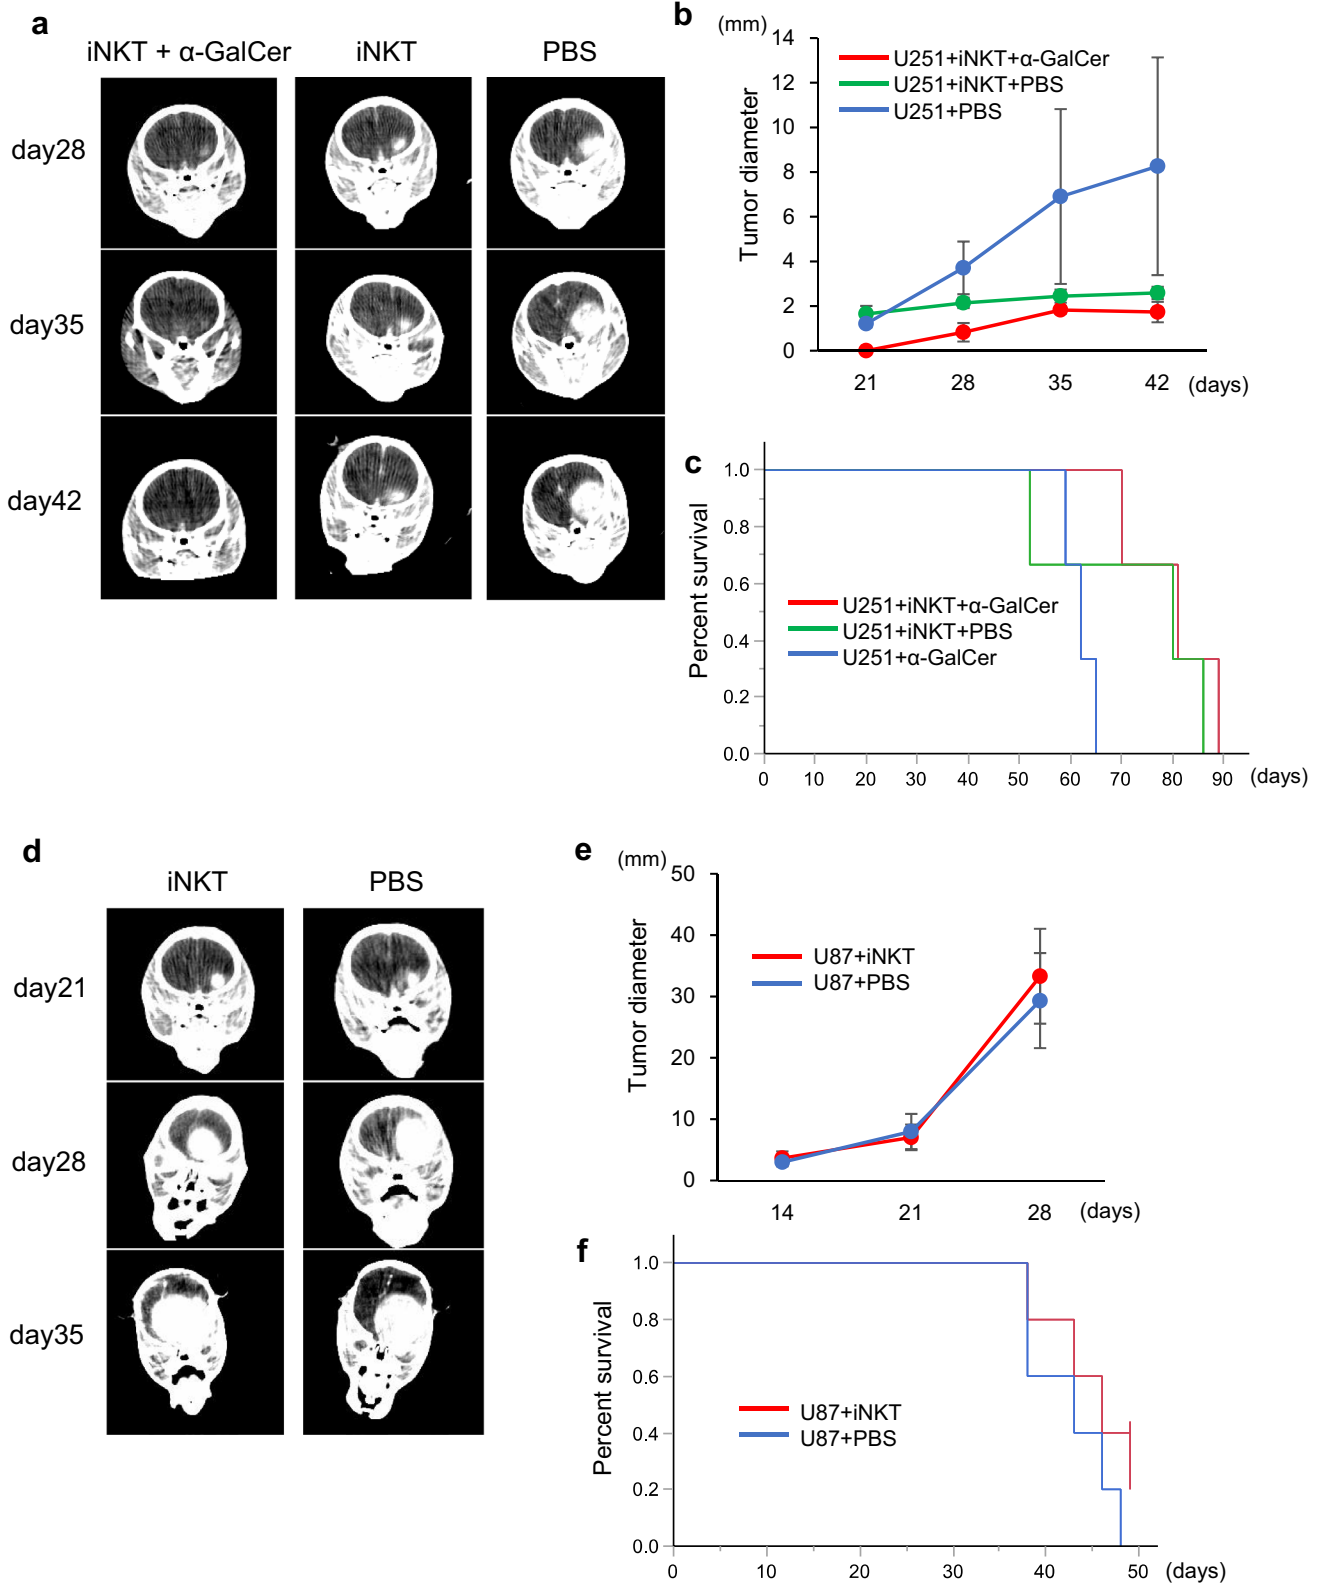 a
iNKT + α-GalCer
iNKT
PBS
day28
day35
day42
b
(mm)
Tumor diameter
14
12
10
8
6
4
2
0
U251+iNKT+α-GalCer
U251+iNKT+PBS
U251+PBS
21
28
35
42
(days)
c
Percent survival
1.0
0.8
0.6
0.4
0.2
0.0
U251+iNKT+α-GalCer
U251+iNKT+PBS
U251+α-GalCer
0
10
20
30
40
50
60
70
80
90
(days)
d
iNKT
PBS
day21
day28
day35
e
(mm)
Tumor diameter
50
40
30
20
10
0
U87+iNKT
U87+PBS
14
21
28
(days)
f
Percent survival
1.0
0.8
0.6
0.4
0.2
0.0
U87+iNKT
U87+PBS
0
10
20
30
40
50
(days)